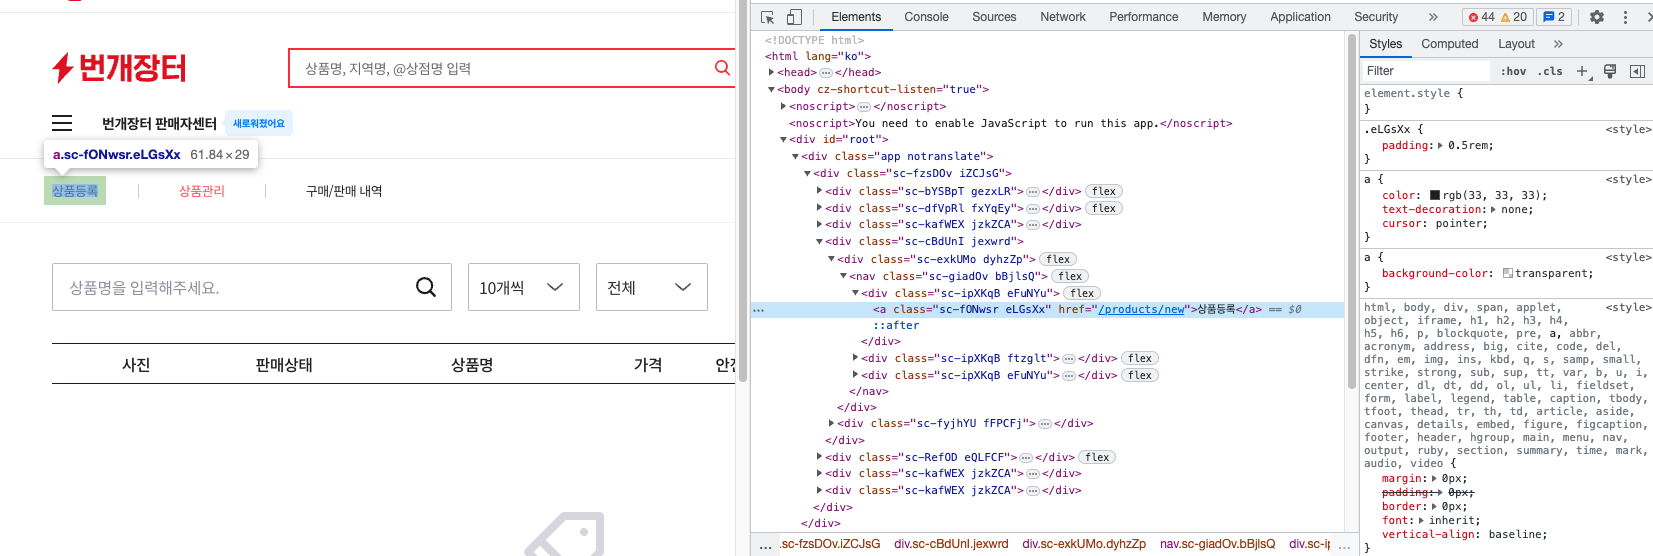 번개장터
상품명, 지역명, @상점명 입력
번개장터 판매자센터 새로워졌어요
a.sc-fONwsr.eLGsXx 61.84 × 29
상품등록 상품관리 구매/판매 내역
상품명을 입력해주세요. 10개씩 전체
사진 판매상태 상품명 가격
Elements Console Sources Network Performance Memory Application Security » 44 20 2
<!DOCTYPE html>
<html lang="ko">
<head>…</head>
<body cz-shortcut-listen="true">
<noscript>…</noscript>
<noscript>You need to enable JavaScript to run this app.</noscript>
<div id="root">
<div class="app notranslate">
<div class="sc-fzsDOv iZCJsG">
<div class="sc-bYSBpT gezxLR">…</div> flex
<div class="sc-dfVpRl fxYqEy">…</div> flex
<div class="sc-kafWEX jzkZCA">…</div>
<div class="sc-cBdUnI jexwrd">
<div class="sc-exkUMo dyhzZp"> flex
<nav class="sc-giadOv bBjlsQ"> flex
<div class="sc-ipXKqB eFuNYu"> flex
… <a class="sc-fONwsr eLGsXx" href="/products/new">상품등록</a> == $0
::after
</div>
<div class="sc-ipXKqB ftzglt">…</div> flex
<div class="sc-ipXKqB eFuNYu">…</div> flex
</nav>
</div>
<div class="sc-fyjhYU fFPCFj">…</div>
</div>
<div class="sc-RefOD eQLFCF">…</div> flex
<div class="sc-kafWEX jzkZCA">…</div>
<div class="sc-kafWEX jzkZCA">…</div>
</div>
</div>
… .sc-fzsDOv.iZCJsG div.sc-cBdUnI.jexwrd div.sc-exkUMo.dyhzZp nav.sc-giadOv.bBjlsQ div.sc-ip …
Styles Computed Layout »
Filter :hov .cls +
element.style {
}
.eLGsXx { <style>
padding: 0.5rem;
}
a { <style>
color: rgb(33, 33, 33);
text-decoration: none;
cursor: pointer;
}
a { <style>
background-color: transparent;
}
html, body, div, span, applet, <style>
object, iframe, h1, h2, h3, h4,
h5, h6, p, blockquote, pre, a, abbr,
acronym, address, big, cite, code, del,
dfn, em, img, ins, kbd, q, s, samp, small,
strike, strong, sub, sup, tt, var, b, u, i,
center, dl, dt, dd, ol, ul, li, fieldset,
form, label, legend, table, caption, tbody,
tfoot, thead, tr, th, td, article, aside,
canvas, details, embed, figure, figcaption,
footer, header, hgroup, main, menu, nav,
output, ruby, section, summary, time, mark,
audio, video {
margin: 0px;
padding: 0px;
border: 0px;
font: inherit;
vertical-align: baseline;
}